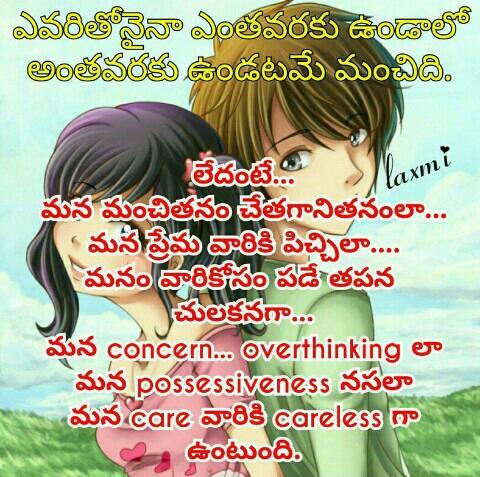 ఎవరితోనైనా ఎంతవరకు ఉండాలో
అంతవరకు ఉండటమే మంచిది.
laxmi
లేదంటే...
మన మంచితనం చేతగానితనంలా...
మన ప్రేమ వారికి పిచ్చిలా....
మనం వారికోసం పడే తపన
చులకనగా...
మన concern... overthinking లా
మన possessiveness నసలా
మన care వారికి careless గా
ఉంటుంది.